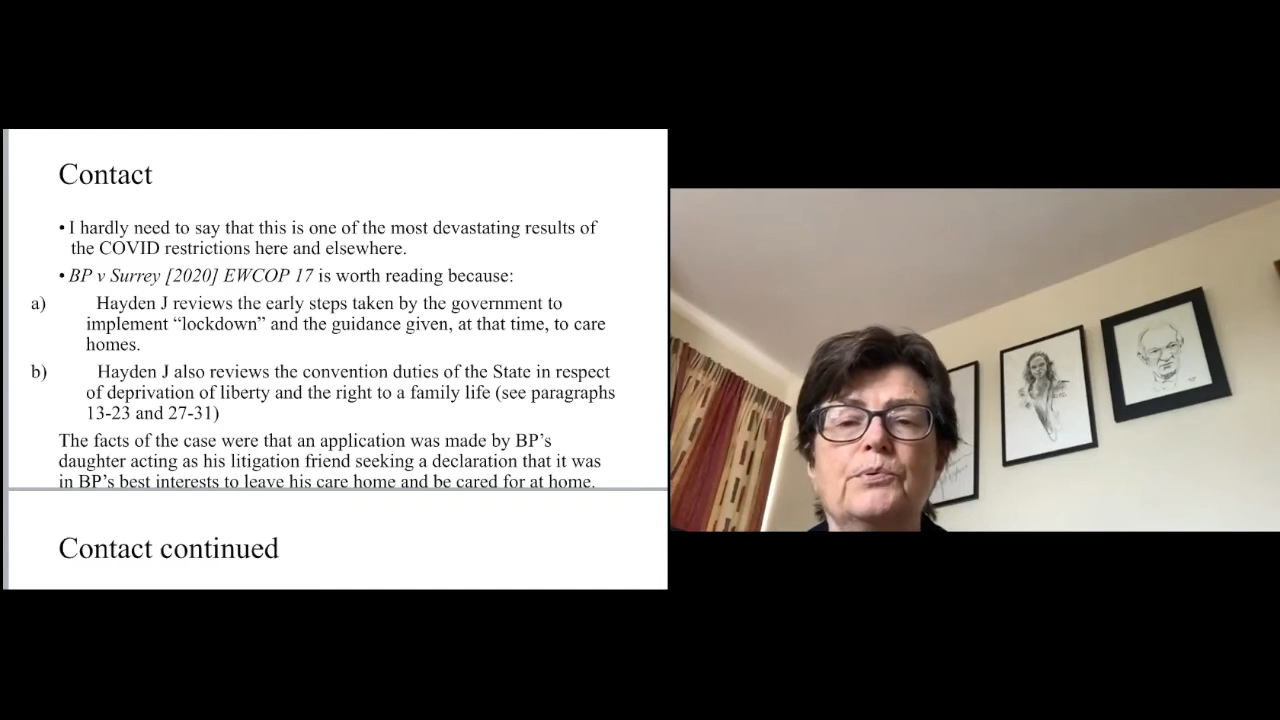 Contact
• I hardly need to say that this is one of the most devastating results of
the COVID restrictions here and elsewhere.
• BP v Surrey [2020] EWCOP 17 is worth reading because:
a) Hayden J reviews the early steps taken by the government to
implement “lockdown” and the guidance given, at that time, to care
homes.
b) Hayden J also reviews the convention duties of the State in respect
of deprivation of liberty and the right to a family life (see paragraphs
13-23 and 27-31)
The facts of the case were that an application was made by BP’s
daughter acting as his litigation friend seeking a declaration that it was
in BP’s best interests to leave his care home and be cared for at home.
Contact continued